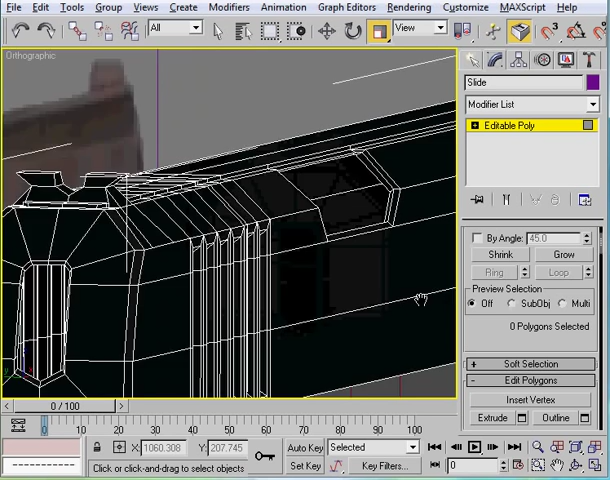 File Edit Tools Group Views Create Modifiers Animation Graph Editors Rendering Customize MAXScript Help
All View
Orthographic
Slide
Modifier List
Editable Poly
By Angle: 45.0
Shrink Grow
Ring Loop
Preview Selection
Off SubObj Multi
0 Polygons Selected
+ Soft Selection
- Edit Polygons
Insert Vertex
Extrude Outline
< 0 / 100 >
0 10 20 30 40 50 60 70 80 90 100
X: 1060.308 Y: 207.745 Auto Key Selected
Click or click-and-drag to select objects Set Key Key Filters... 0